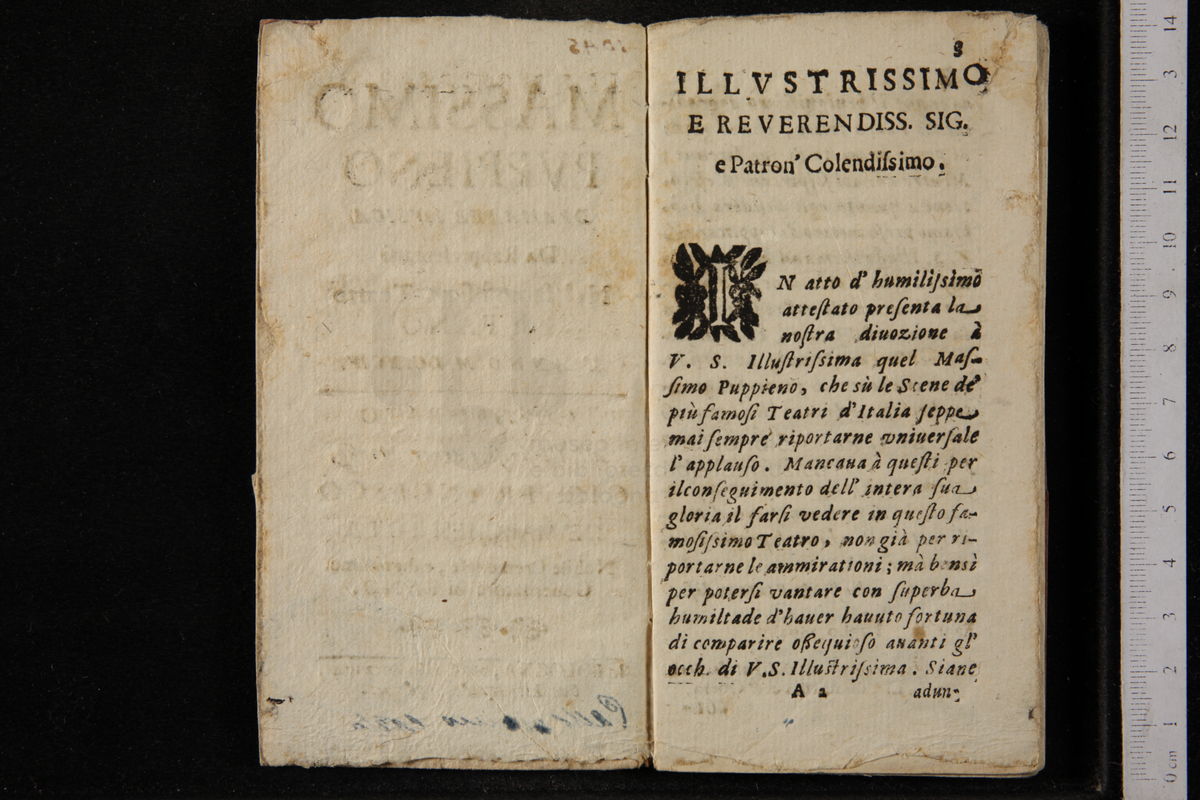 3
ILLVSTRISSIMO
E REVERENDISS. SIG.
e Patron' Colendiſsimo.
IN atto d' humiliſsimo
atteſtato preſenta la
noſtra diuozione à
V. S. Illuſtriſsima quel Maſ-
ſimo Puppieno, che sù le Scene de'
più famoſi Teatri d'Italia ſeppe
mai ſempre riportarne vniuerſale
l' applauſo. Mancaua à queſti per
ilconſeguimento dell' intera ſua
gloria il farſi vedere in queſto fa-
moſiſsimo Teatro, non già per ri-
portarne le ammirationi; mà bensì
per poterſi vantare con ſuperba
humiltade d'hauer hauuto fortuna
di comparire oßequioſo auanti gl'
occh. di V.S. Illuſtriſsima. Siane
A 2 adun-